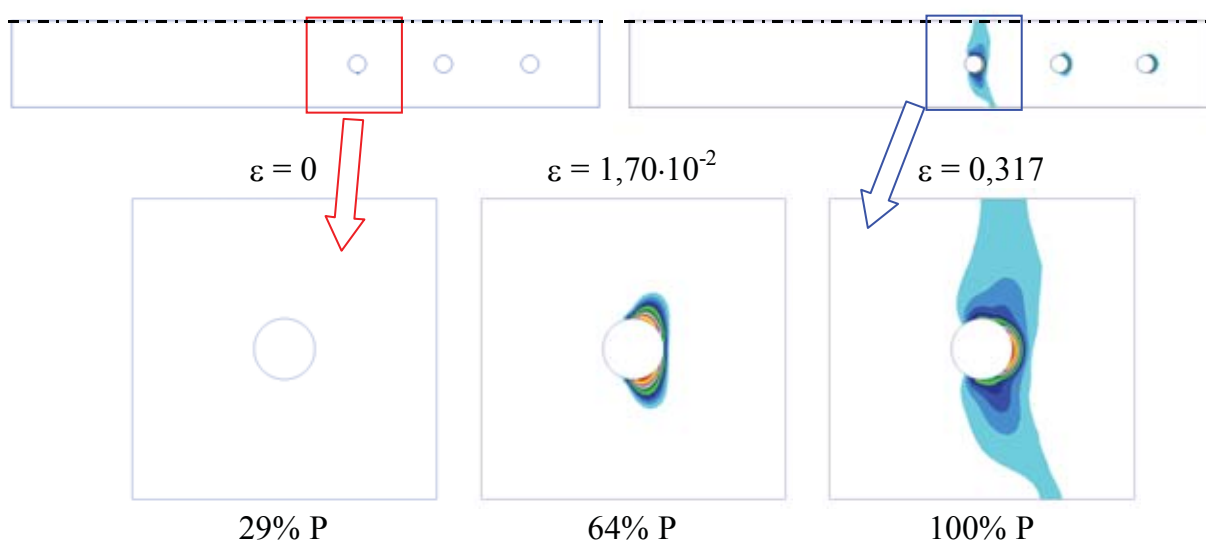 ε = 0
ε = 1,70·10⁻²
ε = 0,317
29% P
64% P
100% P